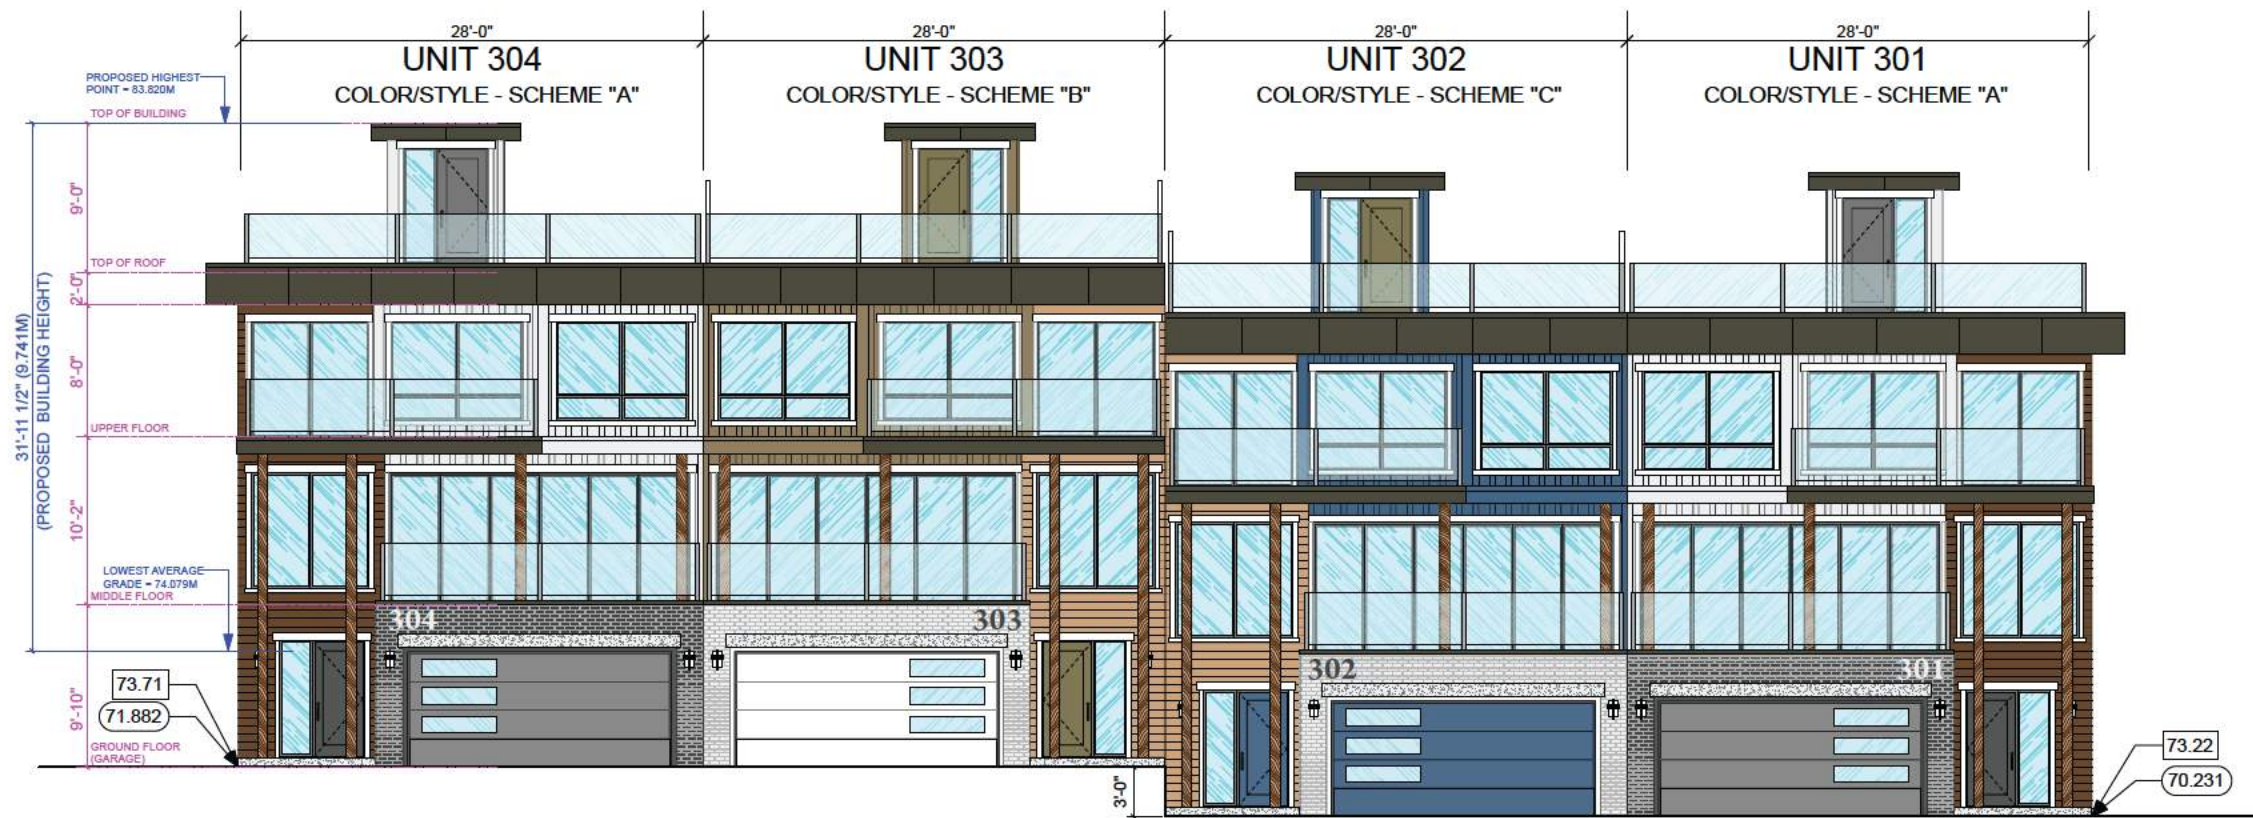 28'-0"
28'-0"
28'-0"
28'-0"
UNIT 304
UNIT 303
UNIT 302
UNIT 301
COLOR/STYLE - SCHEME "A"
COLOR/STYLE - SCHEME "B"
COLOR/STYLE - SCHEME "C"
COLOR/STYLE - SCHEME "A"
PROPOSED HIGHEST
POINT = 83.820M
TOP OF BUILDING
9'-0"
TOP OF ROOF
2'-0"
31'-11 1/2" (9.741M)
(PROPOSED BUILDING HEIGHT)
8'-0"
UPPER FLOOR
10'-2"
LOWEST AVERAGE
GRADE = 74.079M
MIDDLE FLOOR
304
303
302
301
73.71
71.882
9'-10"
GROUND FLOOR
(GARAGE)
3'-0"
73.22
70.231